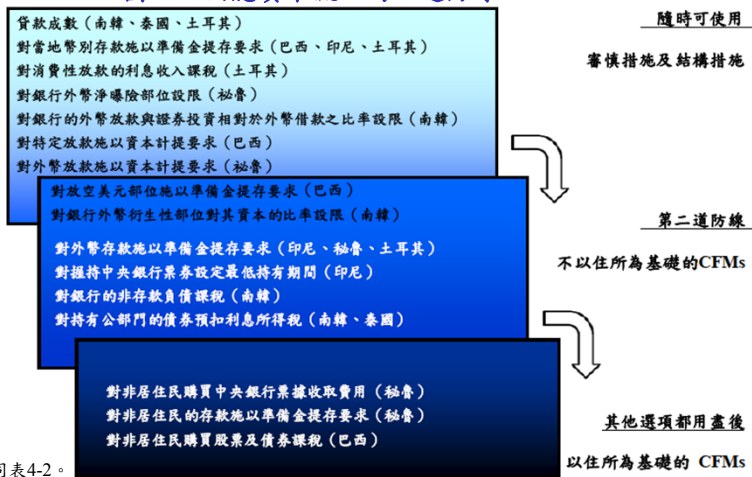 貸款成數（南韓、泰國、土耳其）
對當地幣別存款施以準備金提存要求（巴西、印尼、土耳其）
對消費性放款的利息收入課稅（土耳其）
對銀行外幣淨曝險部位設限（祕魯）
對銀行的外幣放款與證券投資相對於外幣借款之比率設限（南韓）
對特定放款施以資本計提要求（巴西）
對外幣放款施以資本計提要求（祕魯）
隨時可使用
審慎措施及結構措施
對放空美元部位施以準備金提存要求（巴西）
對銀行外幣衍生性部位對其資本的比率設限（南韓）
對外幣存款施以準備金提存要求（印尼、祕魯、土耳其）
對握持中央銀行票券設定最低持有期間（印尼）
對銀行的非存款負債課稅（南韓）
對持有公部門的債券預扣利息所得稅（南韓、泰國）
第二道防線
不以住所為基礎的CFMs
對非居住民購買中央銀行票據收取費用（祕魯）
對非居住民的存款施以準備金提存要求（祕魯）
對非居住民購買股票及債券課稅（巴西）
其他選項都用盡後
以住所為基礎的 CFMs
同表4-2。